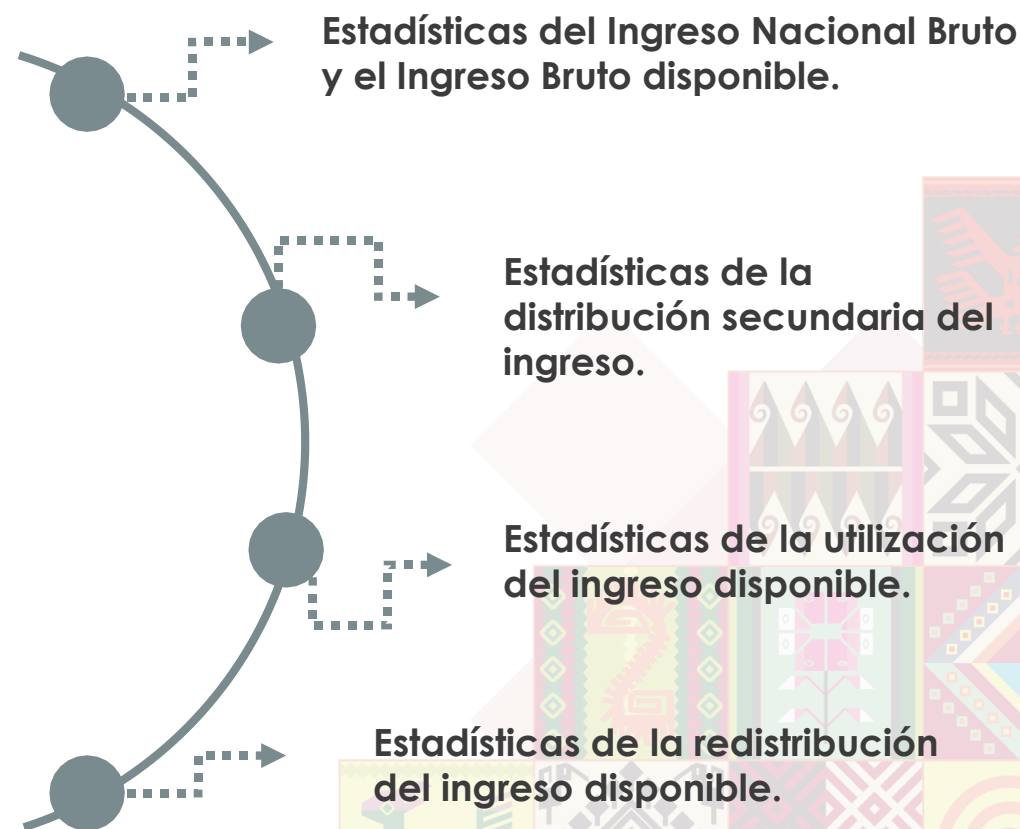 Estadísticas del Ingreso Nacional Bruto
y el Ingreso Bruto disponible.
Estadísticas de la
distribución secundaria del
ingreso.
Estadísticas de la utilización
del ingreso disponible.
Estadísticas de la redistribución
del ingreso disponible.